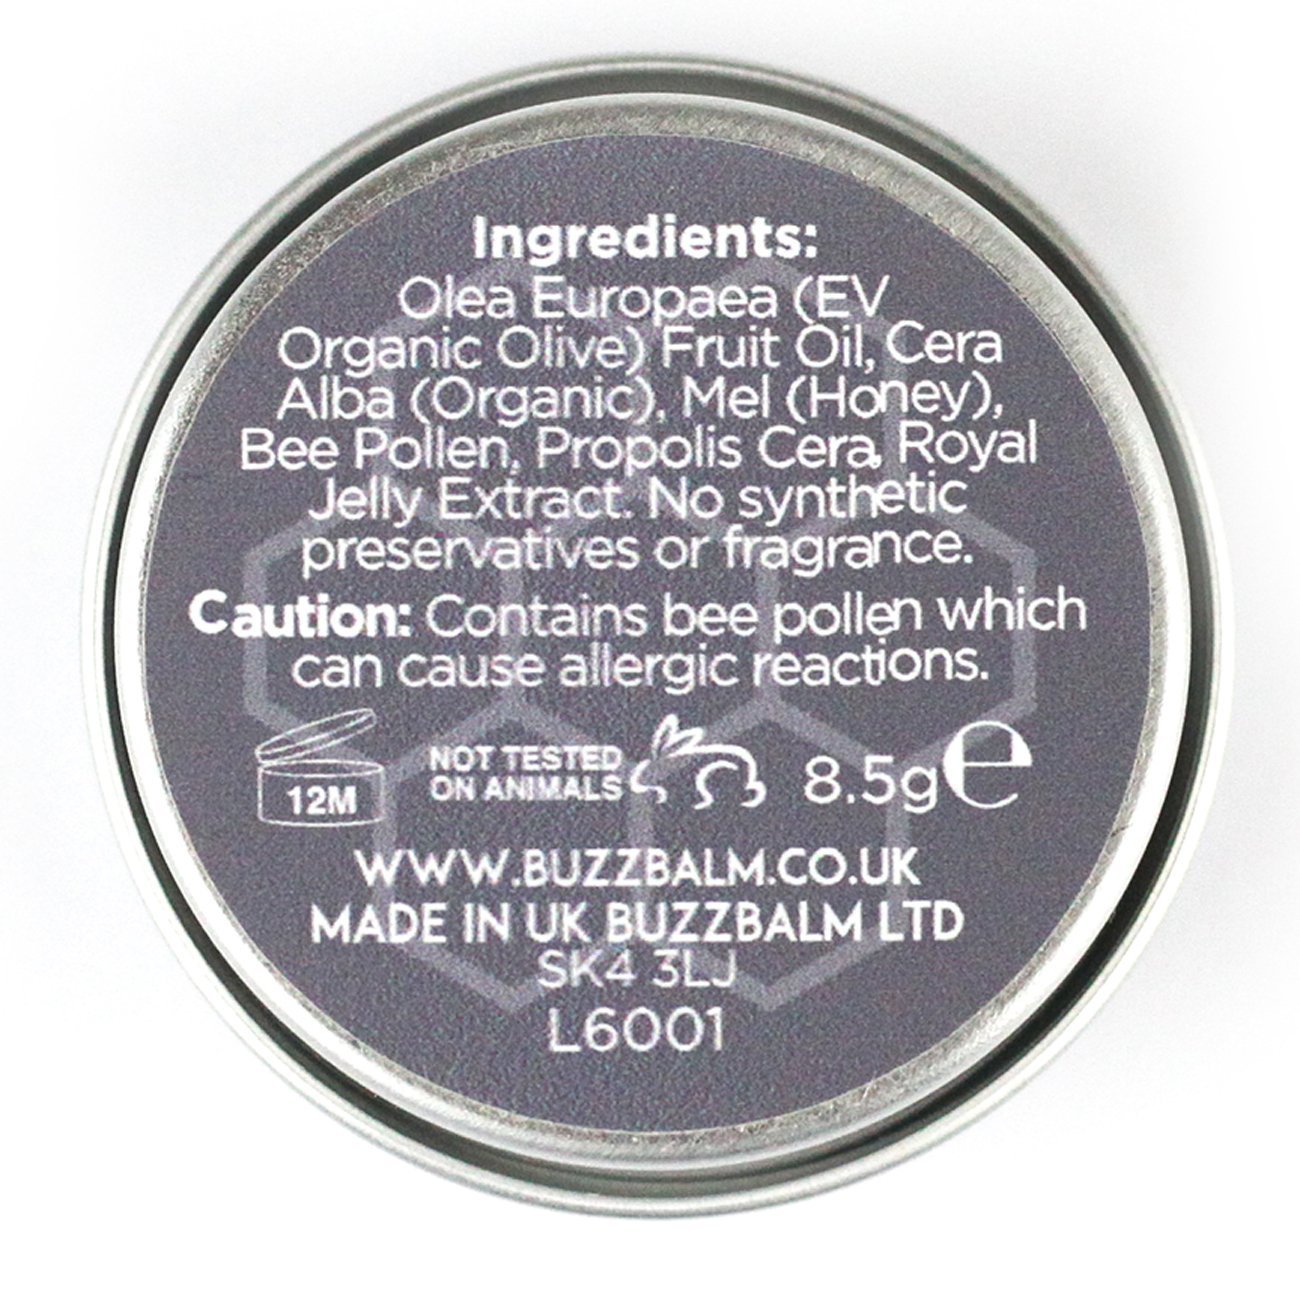 Ingredients:
Olea Europaea (EV
Organic Olive) Fruit Oil, Cera
Alba (Organic), Mel (Honey),
Bee Pollen, Propolis Cera, Royal
Jelly Extract. No synthetic
preservatives or fragrance.
Caution: Contains bee pollen which
can cause allergic reactions.
12M
NOT TESTED
ON ANIMALS
8.5g℮
WWW.BUZZBALM.CO.UK
MADE IN UK BUZZBALM LTD
SK4 3LJ
L6001